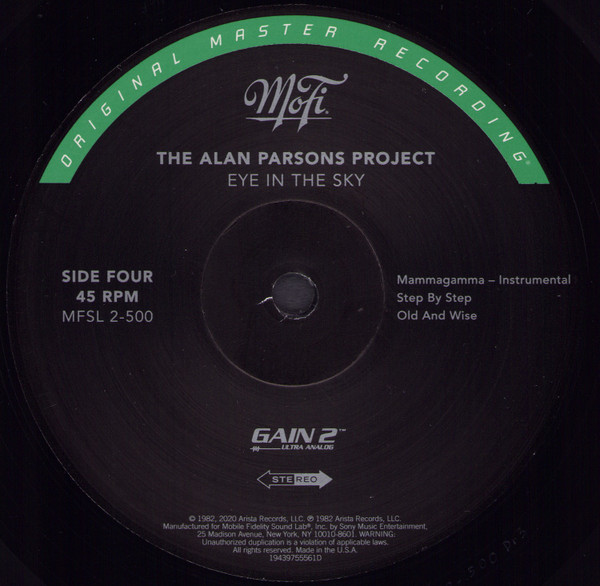 ORIGINAL MASTER RECORDING®
MoFi®
THE ALAN PARSONS PROJECT
EYE IN THE SKY
SIDE FOUR
45 RPM
MFSL 2-500
Mammagamma – Instrumental
Step By Step
Old And Wise
GAIN 2™
ULTRA ANALOG
STEREO
© 1982, 2020 Arista Records, LLC. ℗ 1982 Arista Records, LLC.
Manufactured for Mobile Fidelity Sound Lab®, Inc. by Sony Music Entertainment,
25 Madison Avenue, New York, NY 10010-8601. WARNING:
Unauthorized duplication is a violation of applicable laws.
All rights reserved. Made in the U.S.A.
19439755561D